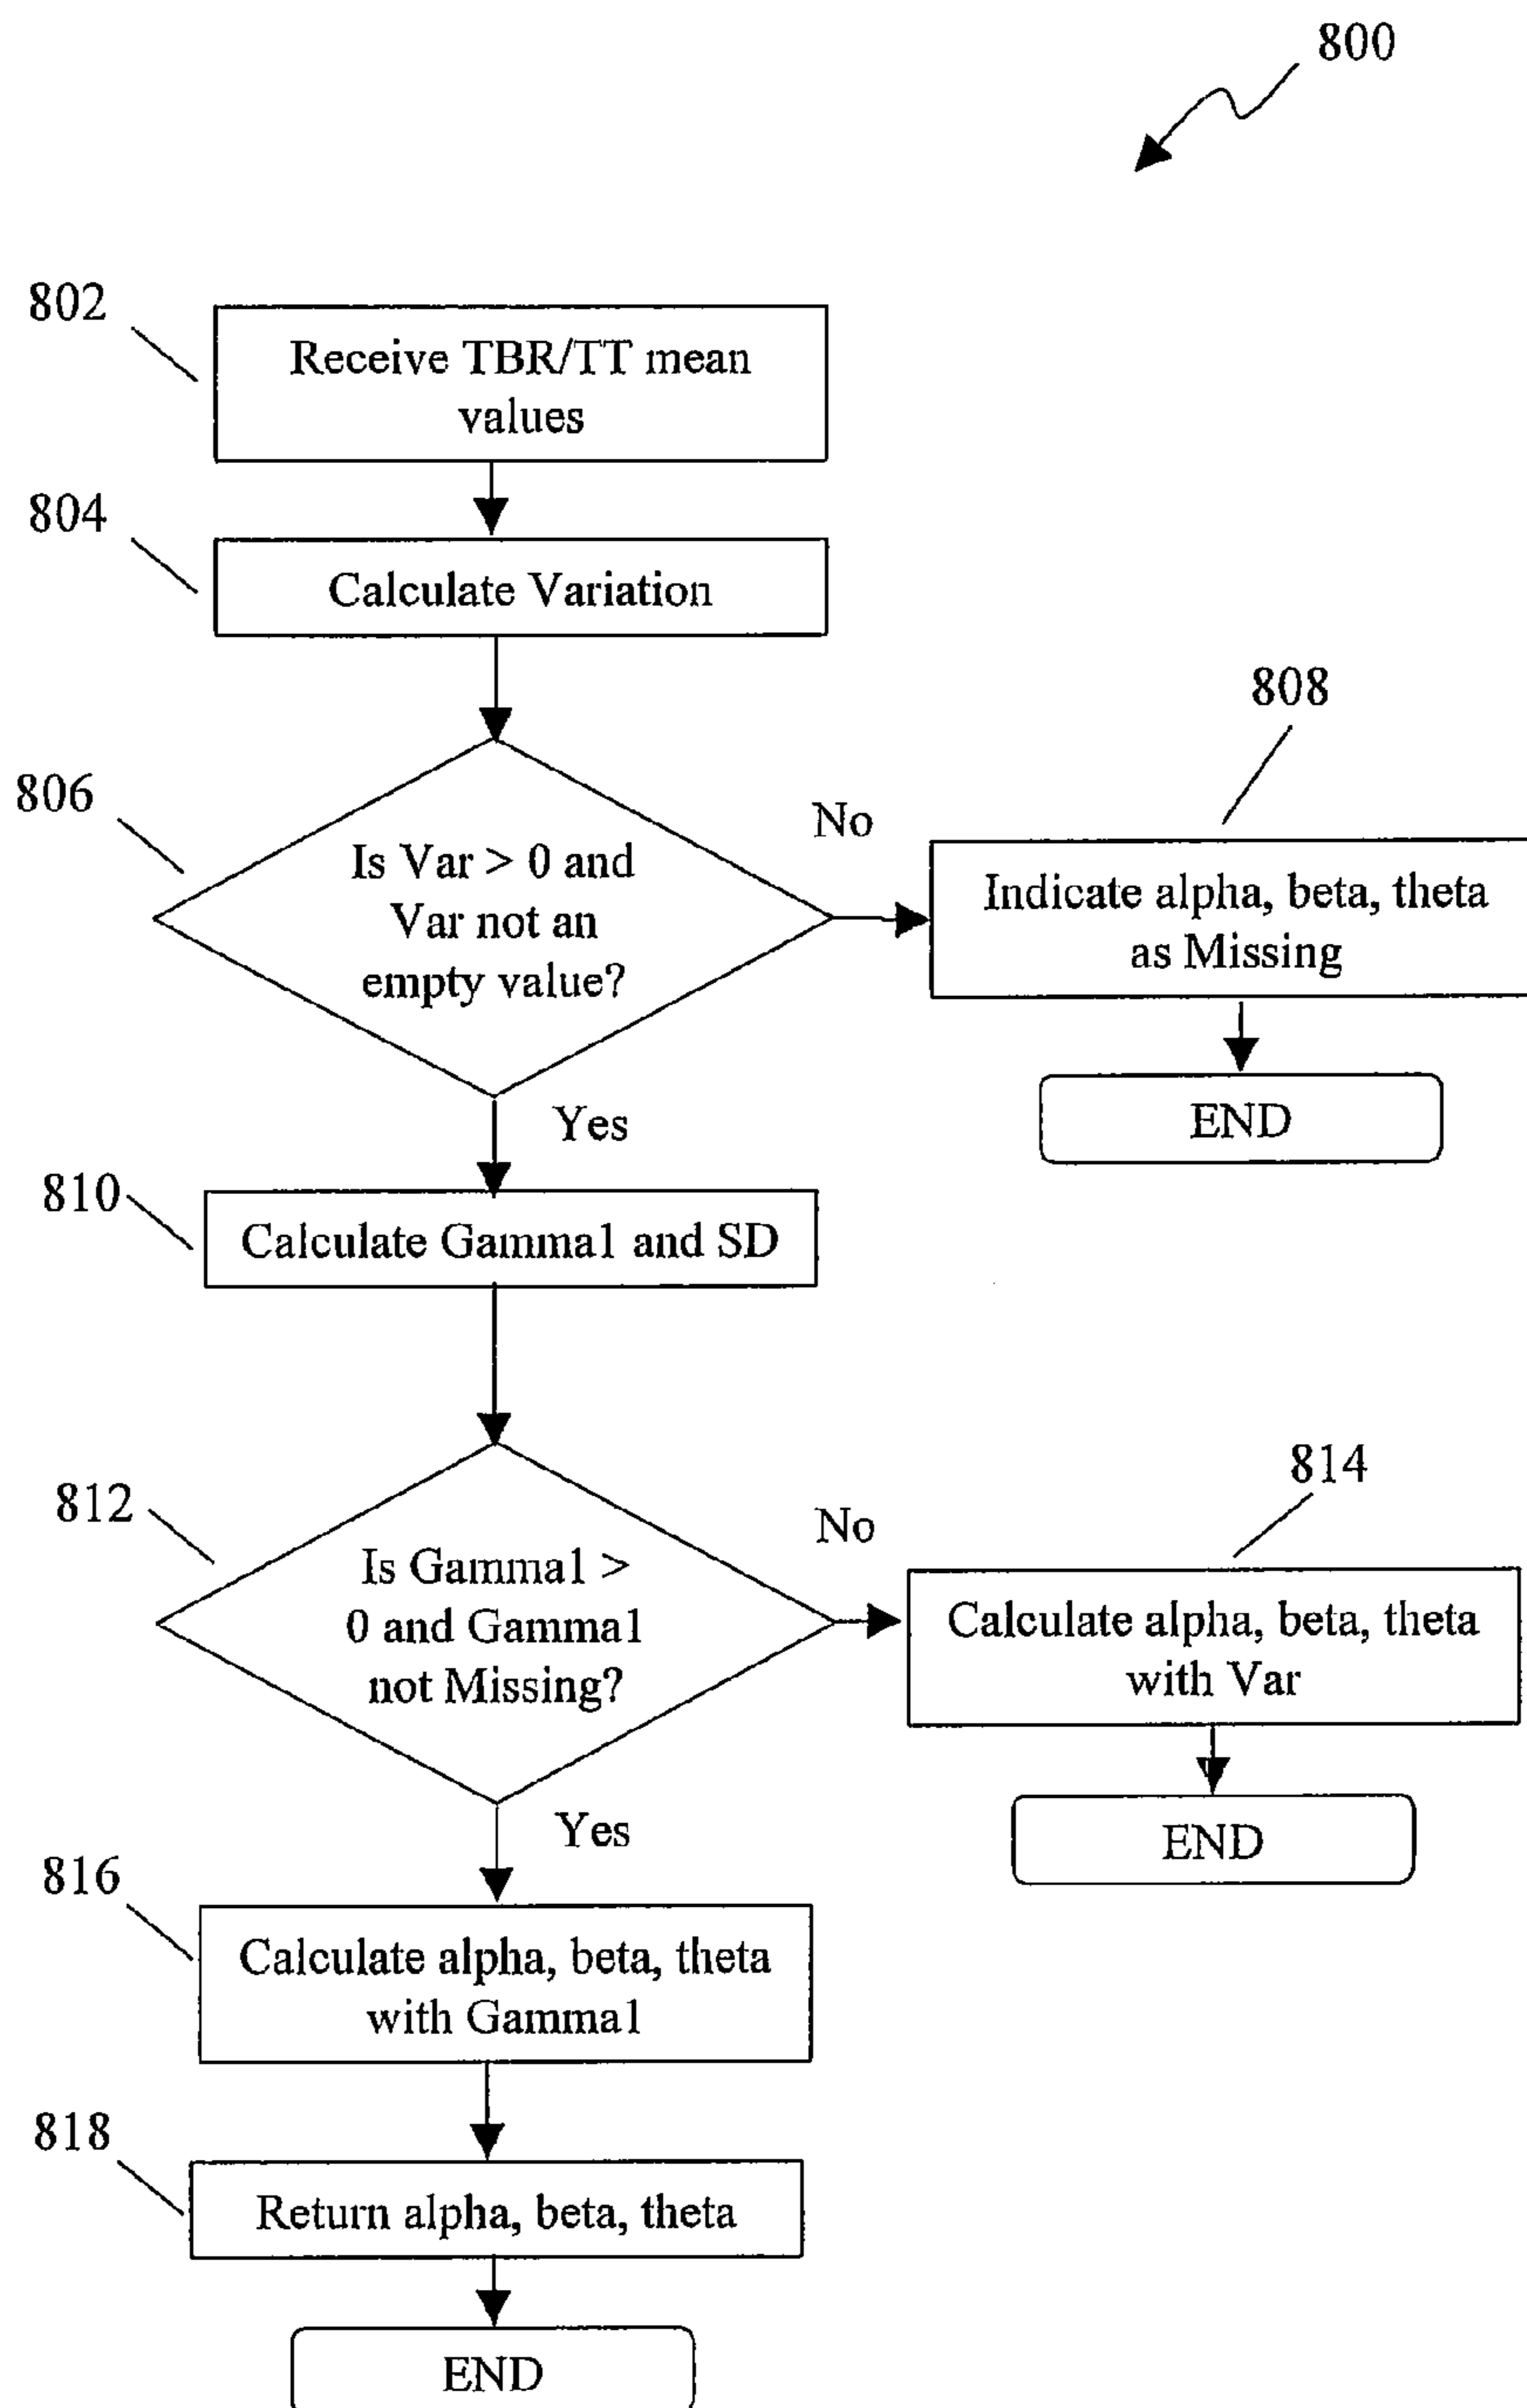 800
802
Receive TBR/TT mean
values
804
Calculate Variation
806
Is Var > 0 and
Var not an
empty value?
No
808
Indicate alpha, beta, theta
as Missing
END
Yes
810
Calculate Gamma1 and SD
812
Is Gamma1 >
0 and Gamma1
not Missing?
No
814
Calculate alpha, beta, theta
with Var
END
Yes
816
Calculate alpha, beta, theta
with Gamma1
818
Return alpha, beta, theta
END